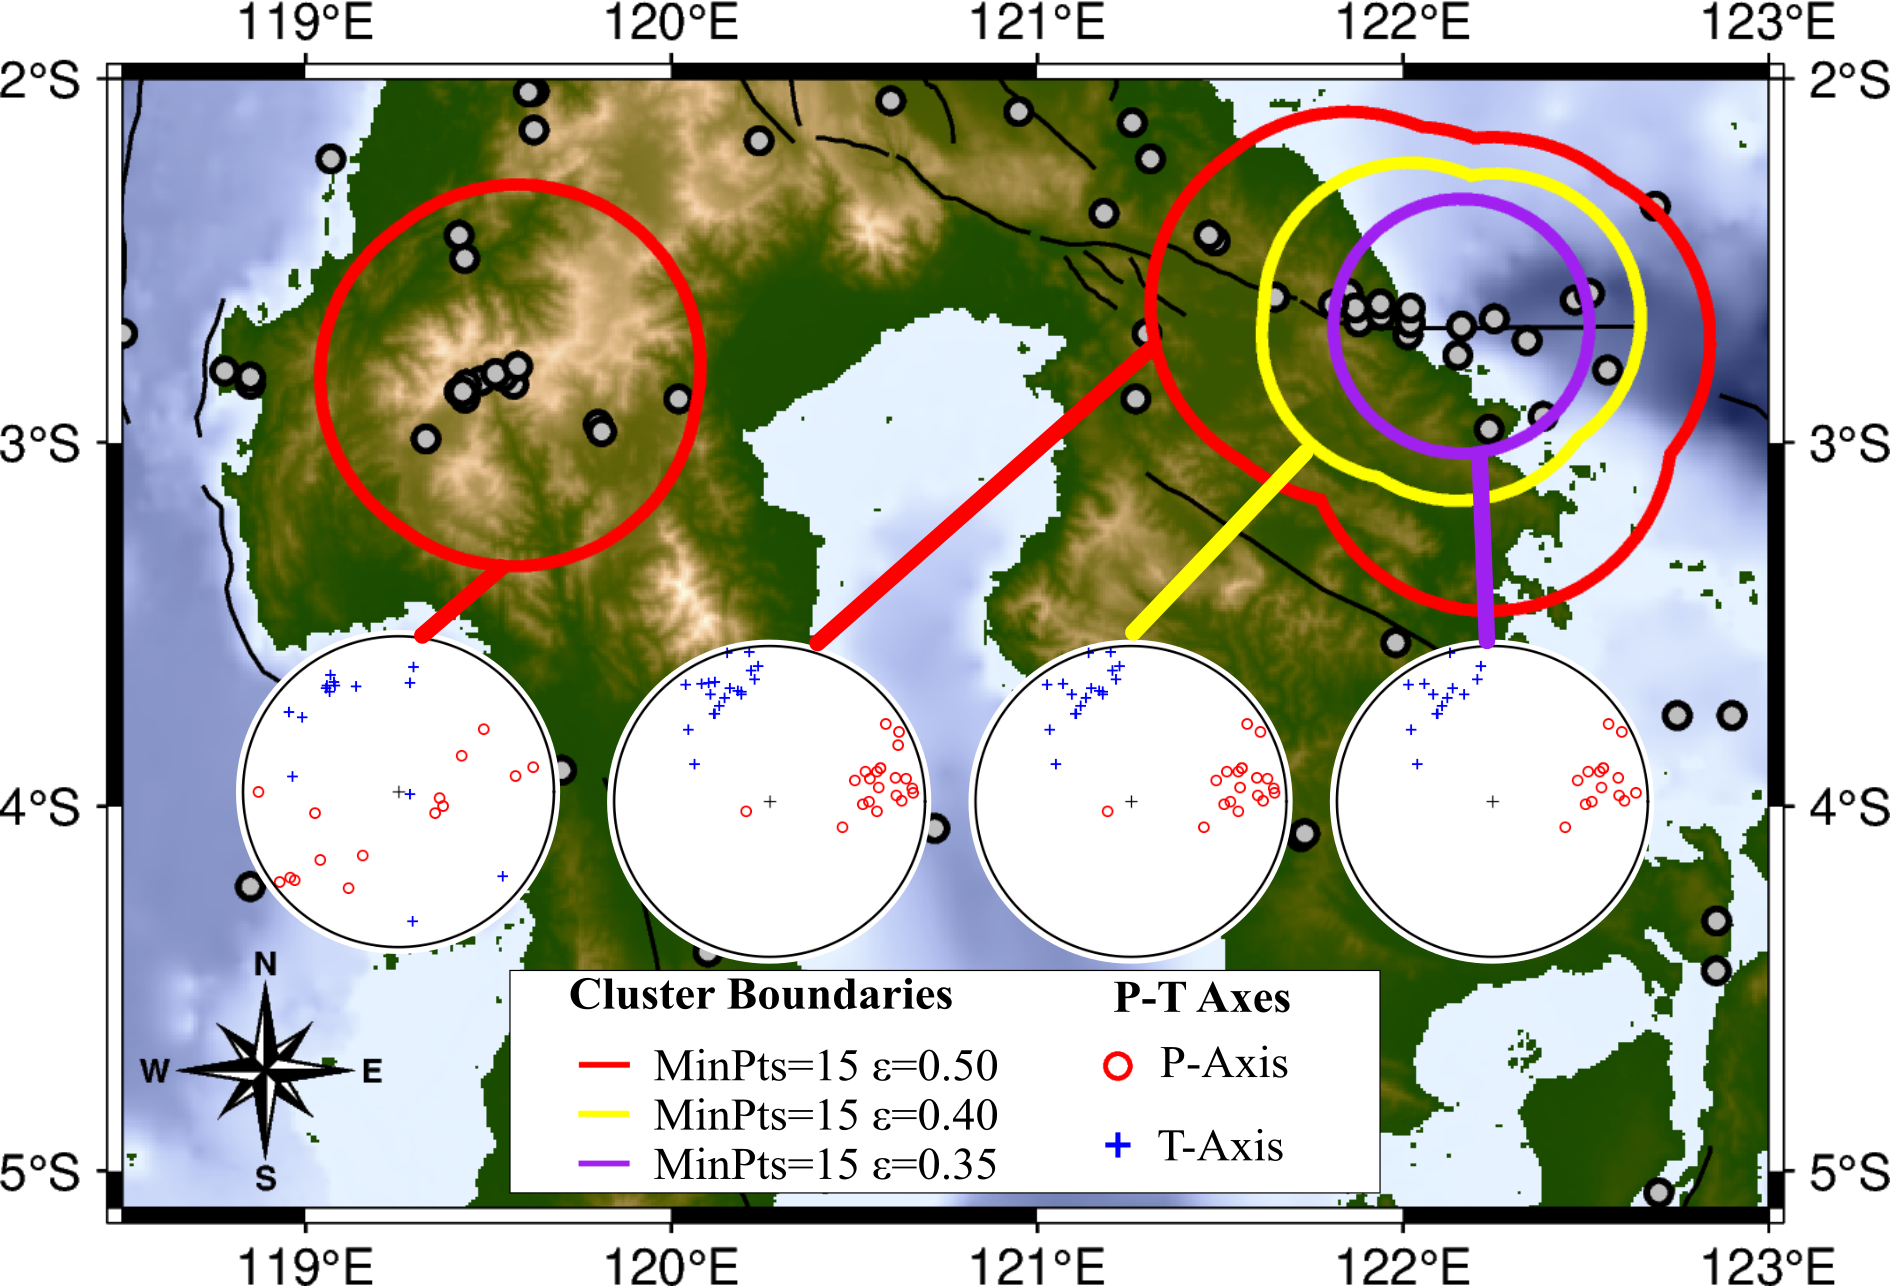 119°E 120°E 121°E 122°E 123°E
2°S 2°S
3°S 3°S
4°S 4°S
N
W E
S
Cluster Boundaries
MinPts=15 ε=0.50
MinPts=15 ε=0.40
MinPts=15 ε=0.35
P-T Axes
P-Axis
T-Axis
5°S 5°S
119°E 120°E 121°E 122°E 123°E